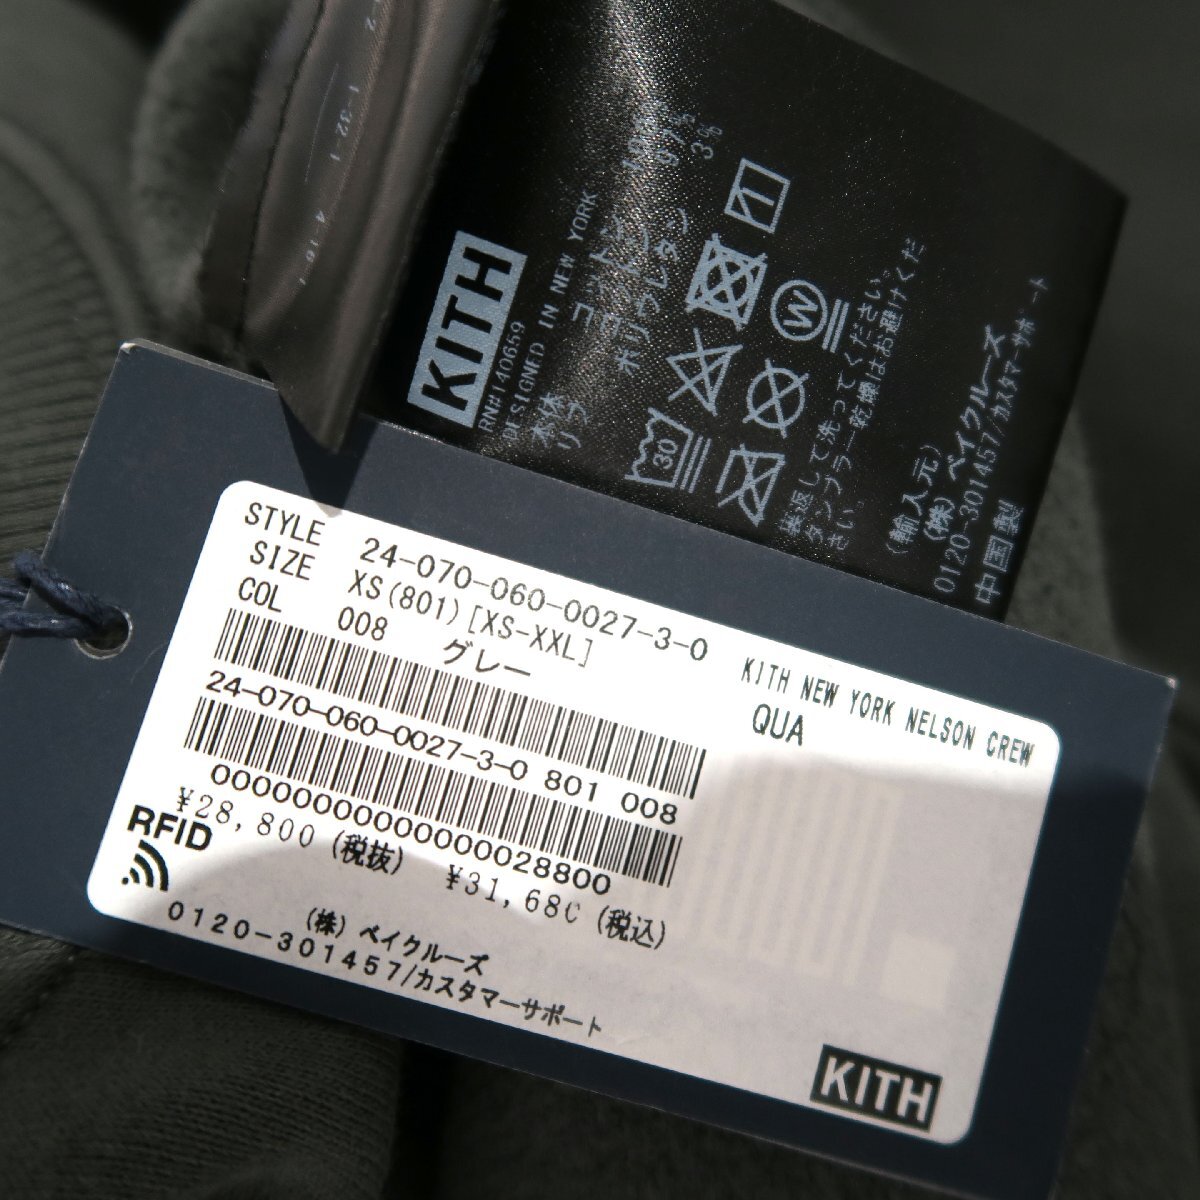 KITH
RN#140659
DESIGNED IN NEW YORK
本体 コットン
リブ コットン 97%
ポリウレタン 3%
30
W
繰返して洗ってください。
タンブラー乾燥はお避けくだ
さい。
(輸入元)
(株) ベイクルーズ
0120-301457/カスタマーサポート
中国製
STYLE 24-070-060-0027-3-0
SIZE XS(801)[XS-XXL]
COL 008 グレー
KITH NEW YORK NELSON CREW
QUA
24-070-060-0027-3-0 801 008
¥28,800 (税抜) ¥31,680 (税込)
RFID
(株) ベイクルーズ
0120-301457/カスタマーサポート
KITH